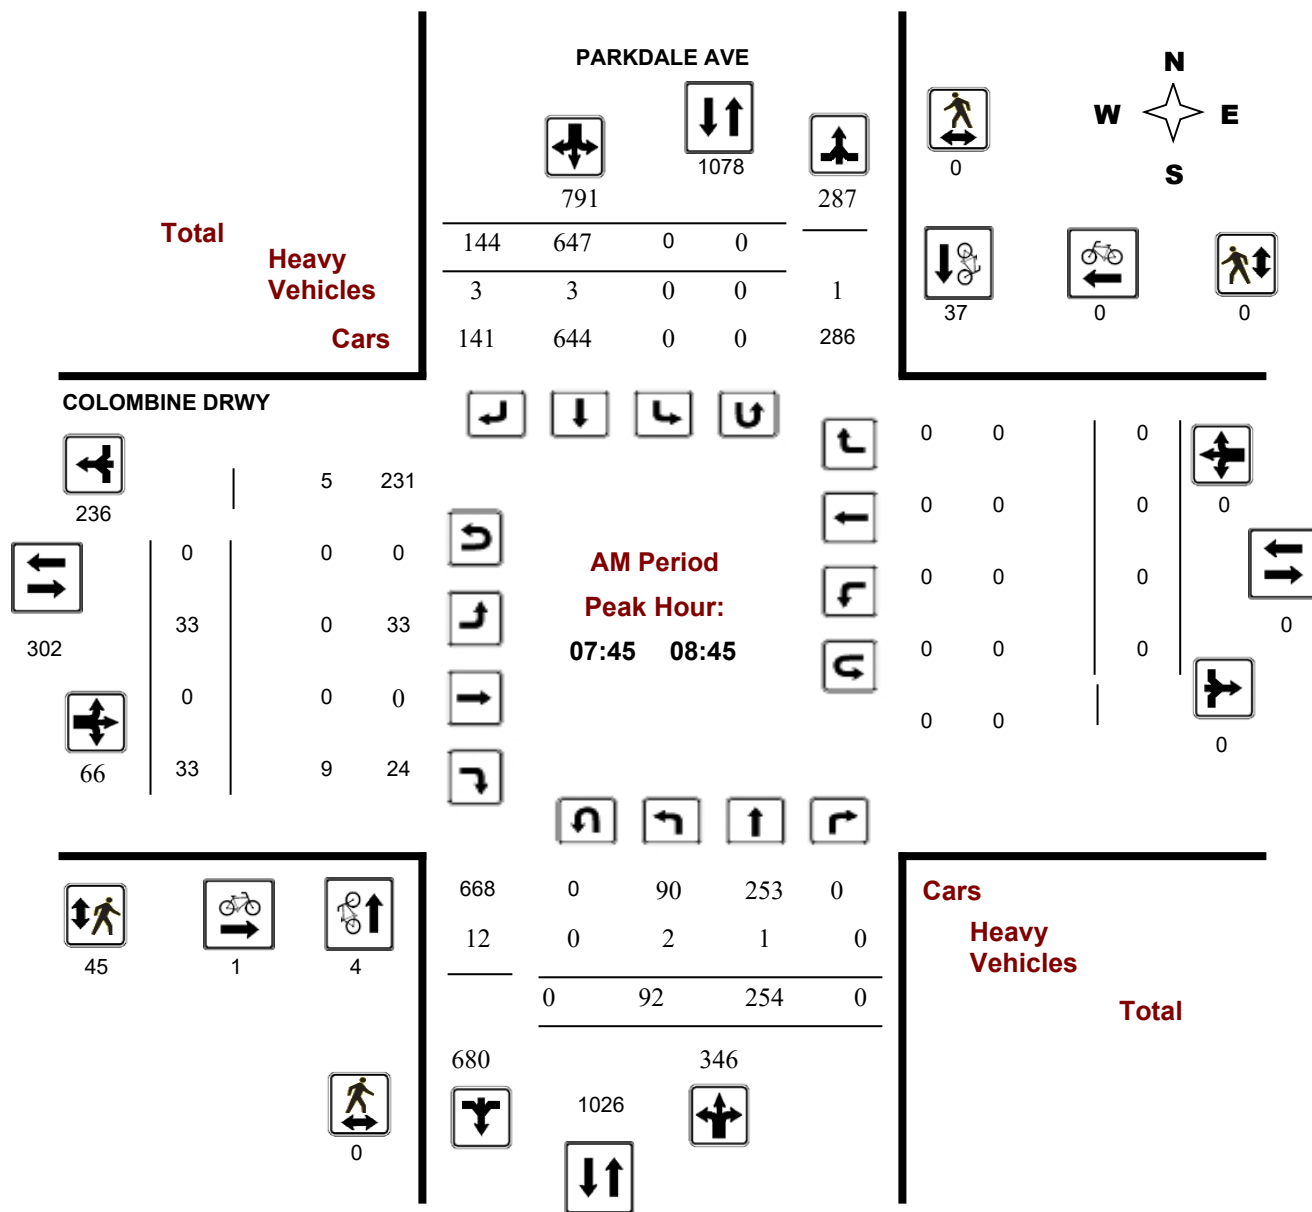 PARKDALE AVE
N
W E
S
1078
0
791 287
Total
144 647 0 0
Heavy
Vehicles
3 3 0 0 1
37 0 0
Cars
141 644 0 0 286
COLOMBINE DRWY
0 0 0
5 231
236
0 0 0 0
0 0 0
AM Period
0 0 0
Peak Hour:
33 0 33
0
302
07:45 08:45
0 0 0
0 0 0
0 0
0
66
33 9 24
668 0 90 253 0
Cars
12 0 2 1 0
Heavy
Vehicles
45 1 4
0 92 254 0
Total
680 346
1026
0